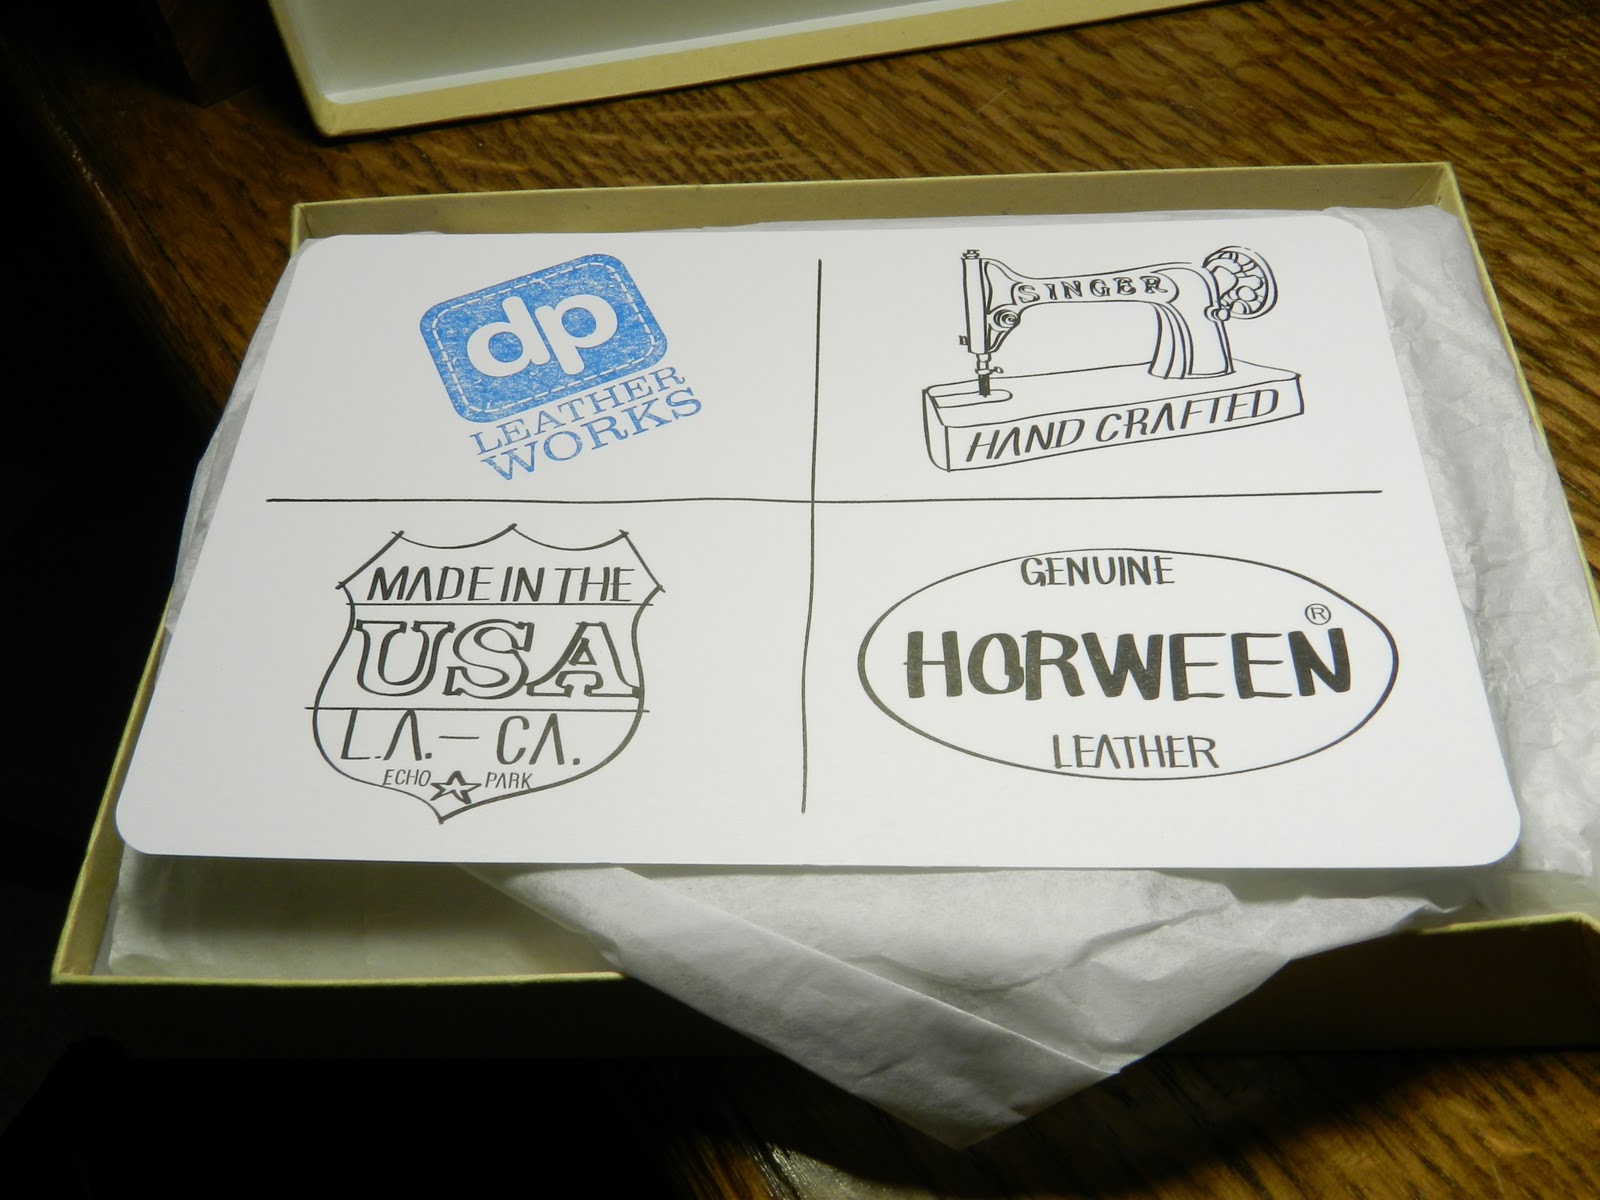 dp
LEATHER
WORKS
SINGER
HAND CRAFTED
MADE IN THE
USA
L.A. - CA.
ECHO PARK
GENUINE
HORWEEN®
LEATHER